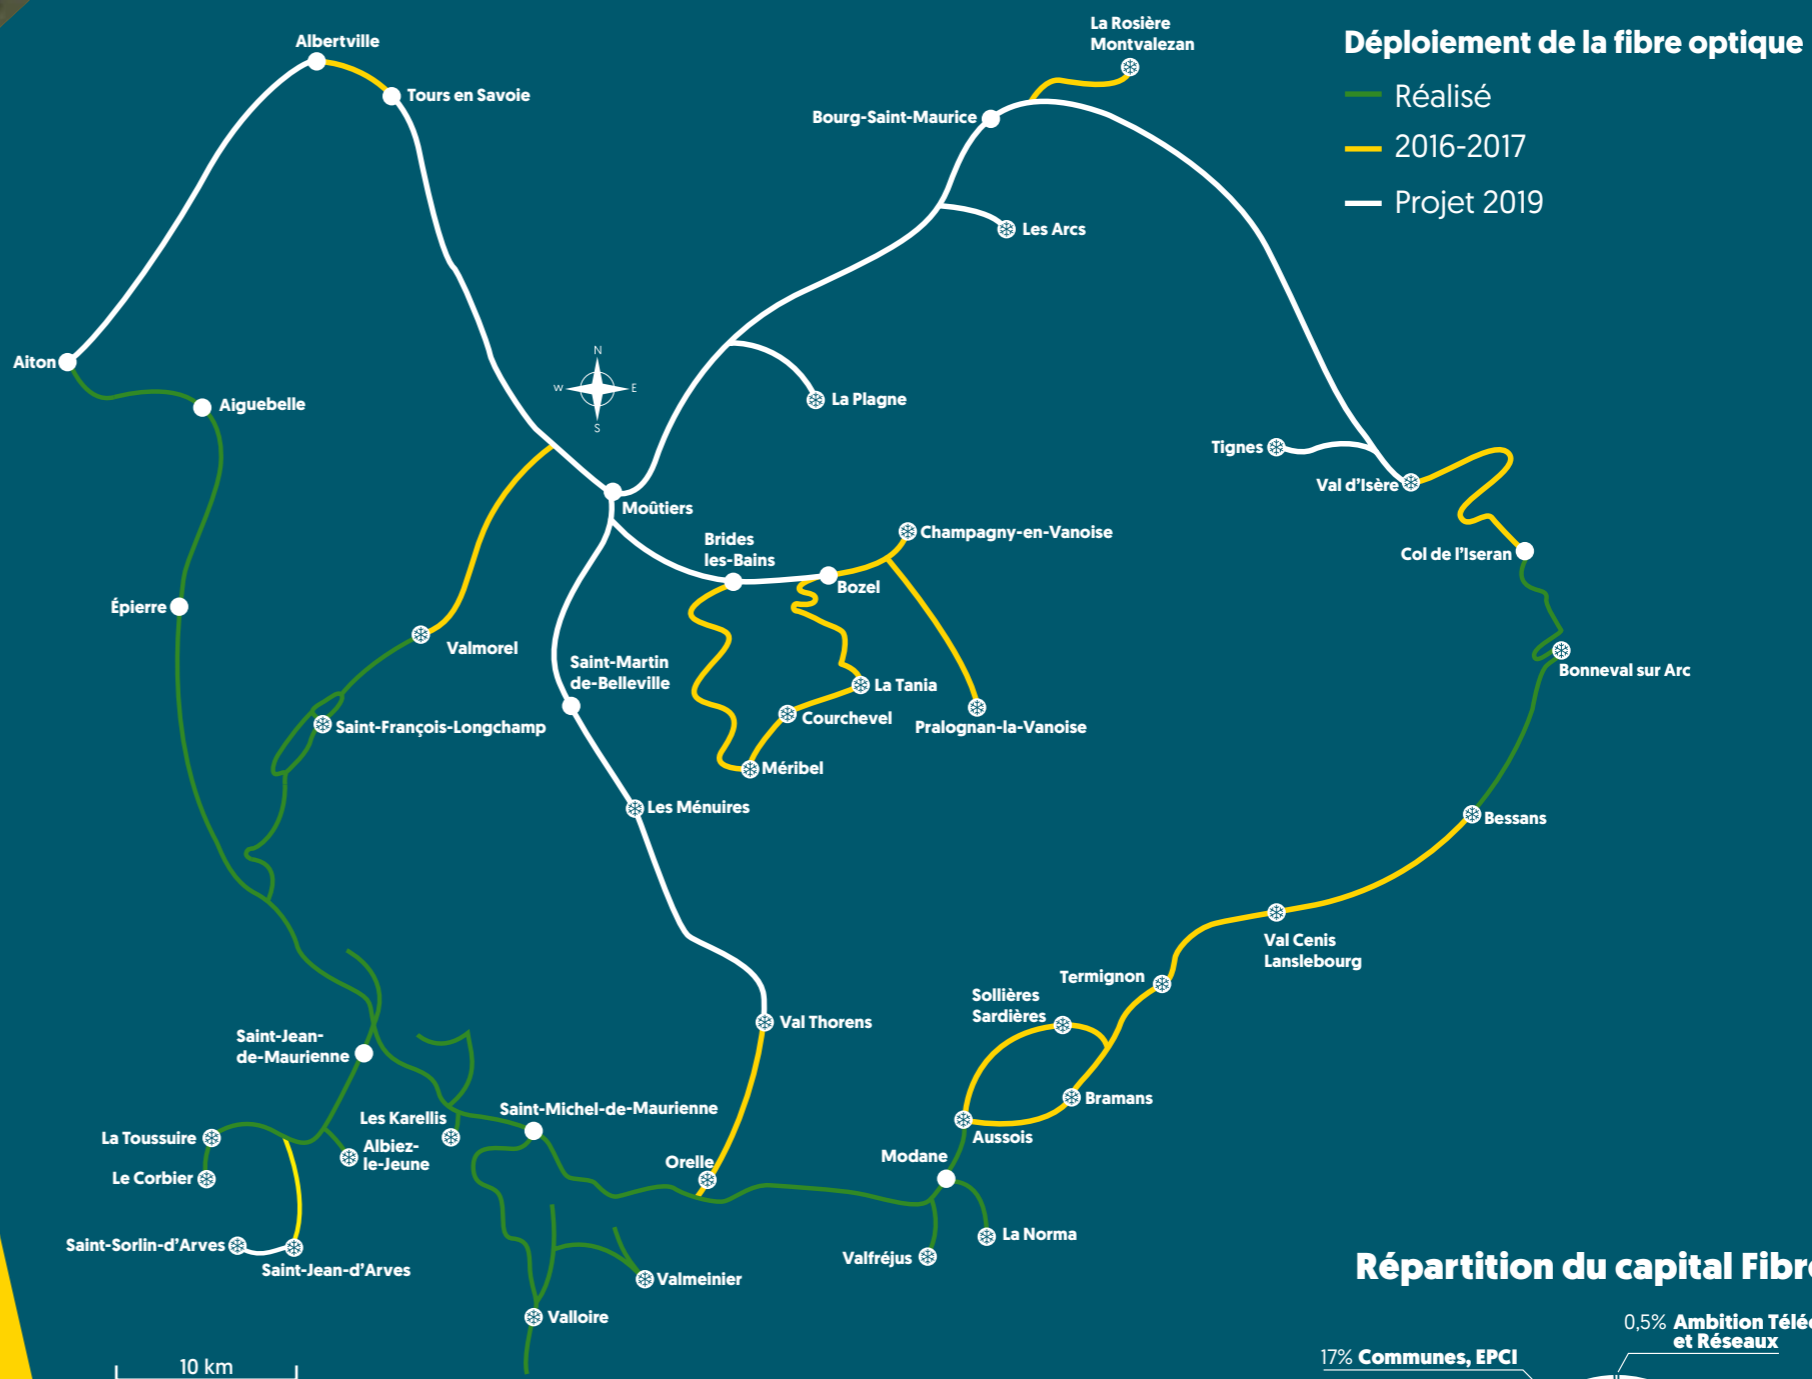 Déploiement de la fibre optique
Réalisé
2016-2017
Projet 2019
La Rosière
Montvalezan
Albertville
Tours en Savoie
Bourg-Saint-Maurice
Les Arcs
Aiton
Aiguebelle
N
W
E
S
La Plagne
Tignes
Val d'Isère
Moûtiers
Brides
les-Bains
Champagny-en-Vanoise
Bozel
Col de l'Iseran
Épierre
Valmorel
Saint-Martin
de-Belleville
La Tania
Bonneval sur Arc
Saint-François-Longchamp
Courchevel
Pralognan-la-Vanoise
Méribel
Les Ménuires
Bessans
Val Cenis
Lanslebourg
Termignon
Sollières
Sardières
Val Thorens
Saint-Jean-
de-Maurienne
Bramans
Saint-Michel-de-Maurienne
Les Karellis
La Toussuire
Albiez-
le-Jeune
Aussois
Modane
Orelle
Le Corbier
La Norma
Saint-Sorlin-d'Arves
Saint-Jean-d'Arves
Valfréjus
Valmeinier
Valloire
10 km
Répartition du capital Fibr
0,5% Ambition Télé
et Réseaux
17% Communes, EPCI